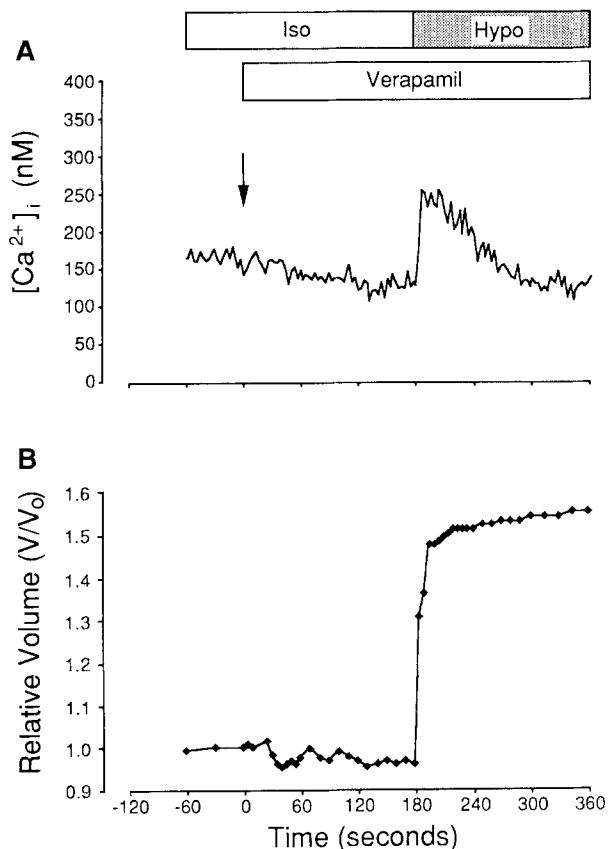 Iso Hypo
A
Verapamil
400
350
300
250
200
150
100
50
0
[Ca2+]i (nM)
B
1.6
1.5
1.4
1.3
1.2
1.1
1.0
0.9
Relative Volume (V/Vo)
-120 -60 0 60 120 180 240 300 360
Time (seconds)